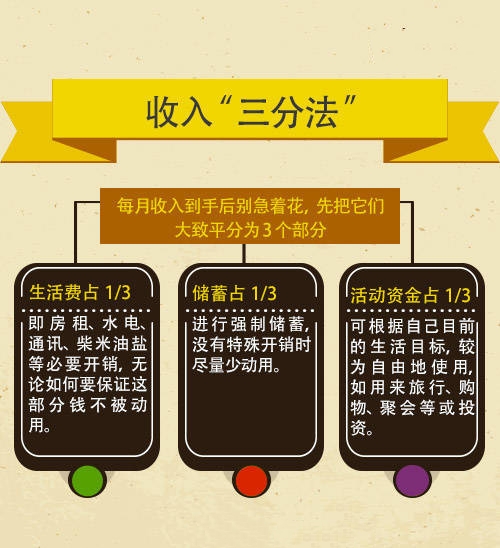 收入“三分法”
每月收入到手后别急着花,先把它们
大致平分为3个部分
生活费占 1/3
即房租、水电、
通讯、柴米油盐
等必要开销,无
论如何要保证这
部分钱不被动
用。
储蓄占 1/3
进行强制储蓄,
没有特殊开销时
尽量少动用。
活动资金占 1/3
可根据自己目前
的生活目标,较
为自由地使用,
如用来旅行、购
物、聚会等或投
资。